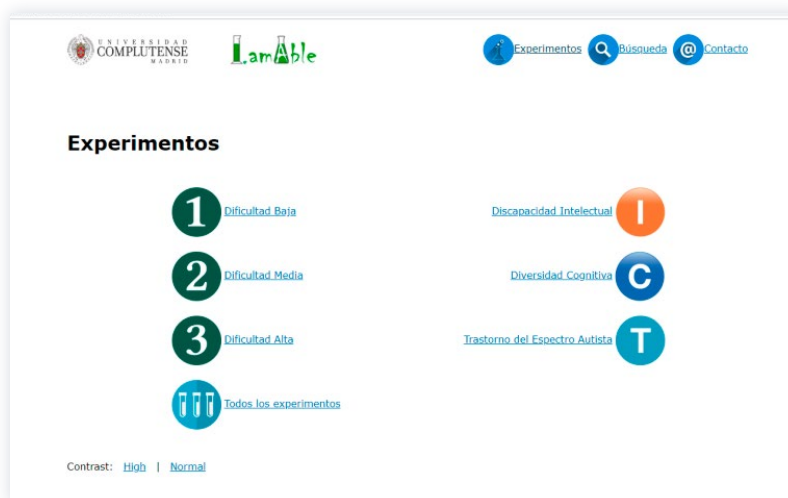 UNIVERSIDAD
COMPLUTENSE
MADRID
I.amAble
Experimentos
Búsqueda
@
Contacto
Experimentos
1 Dificultad Baja
2 Dificultad Media
3 Dificultad Alta
Todos los experimentos
Discapacidad Intelectual I
Diversidad Cognitiva C
Trastorno del Espectro Autista T
Contrast: High | Normal